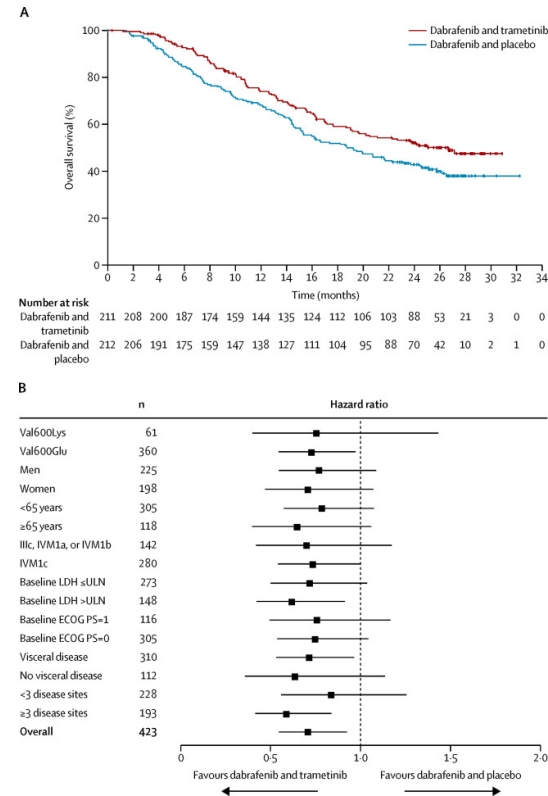 A
Dabrafenib and trametinib
Dabrafenib and placebo
Overall survival (%)
100
80
60
40
20
0
0 2 4 6 8 10 12 14 16 18 20 22 24 26 28 30 32 34
Time (months)
Number at risk
Dabrafenib and trametinib
211 208 200 187 174 159 144 135 124 112 106 103 88 53 21 3 0 0
Dabrafenib and placebo
212 206 191 175 159 147 138 127 111 104 95 88 70 42 10 2 1 0
B
n Hazard ratio
Val600Lys 61
Val600Glu 360
Men 225
Women 198
<65 years 305
≥65 years 118
IIIc, IVM1a, or IVM1b 142
IVM1c 280
Baseline LDH ≤ULN 273
Baseline LDH >ULN 148
Baseline ECOG PS=1 116
Baseline ECOG PS=0 305
Visceral disease 310
No visceral disease 112
<3 disease sites 228
≥3 disease sites 193
Overall 423
0 0·5 1·0 1·5 2·0
Favours dabrafenib and trametinib Favours dabrafenib and placebo